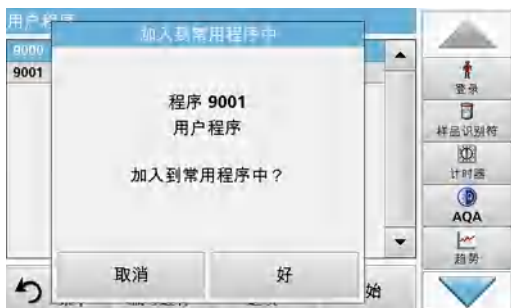 用户程序
加入到常用程序中
9000
9001
程序 9001
用户程序
加入到常用程序中？
取消
好
始
登录
样品识别符
计时器
AQA
趋势